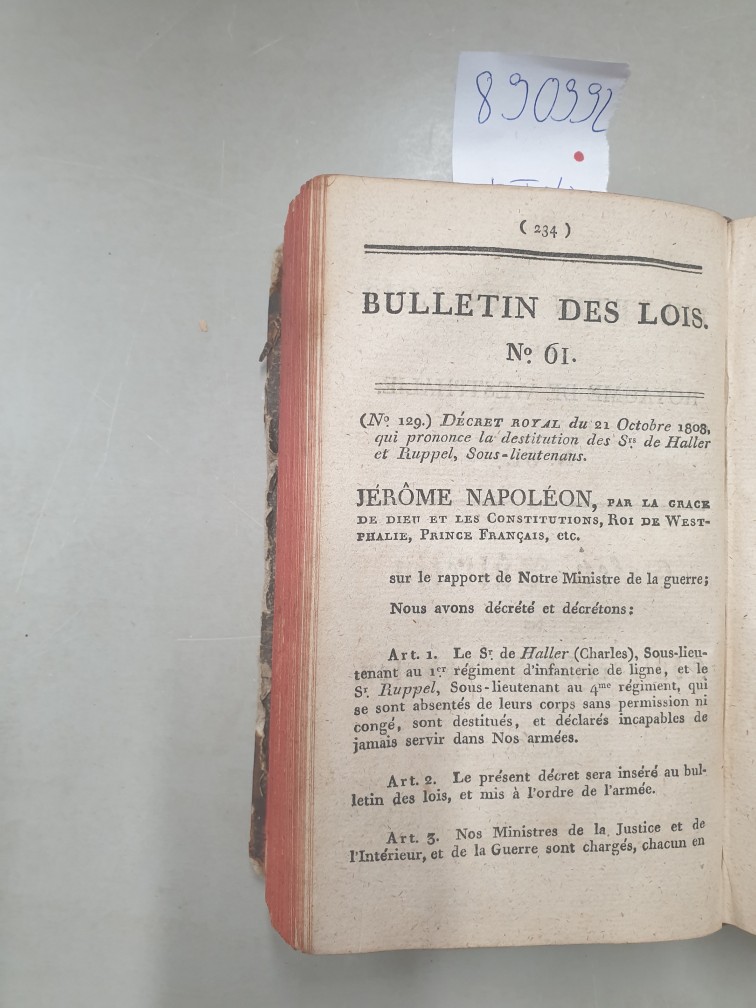 890992
( 234 )
BULLETIN DES LOIS.
Nº. 61.
(Nº. 129.) DÉCRET ROYAL du 21 Octobre 1808,
qui prononce la destitution des Srs. de Haller
et Ruppel, Sous-lieutenans.
JÉRÔME NAPOLÉON, PAR LA GRACE
DE DIEU ET LES CONSTITUTIONS, ROI DE WEST-
PHALIE, PRINCE FRANÇAIS, etc.
sur le rapport de Notre Ministre de la guerre;
Nous avons décrété et décrétons:
Art. 1. Le Sr. de Haller (Charles), Sous-lieu-
tenant au 1er. régiment d'infanterie de ligne, et le
Sr. Ruppel, Sous-lieutenant au 4me régiment, qui
se sont absentés de leurs corps sans permission ni
congé, sont destitués, et déclarés incapables de
jamais servir dans Nos armées.
Art. 2. Le présent décret sera inséré au bul-
letin des lois, et mis à l'ordre de l'armée.
Art. 3. Nos Ministres de la Justice et de
l'Intérieur, et de la Guerre sont chargés, chacun en